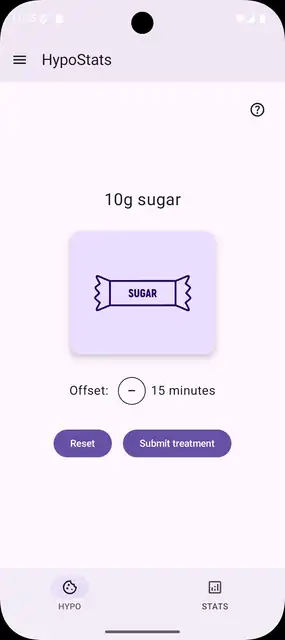 HypoStats
10g sugar
SUGAR
Offset: − 15 minutes
Reset
Submit treatment
HYPO
STATS